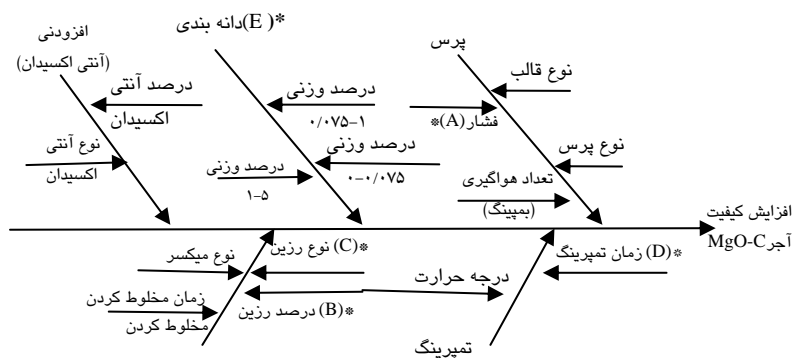 افزودنی
(آنتی اکسیدان)
دانه بندی(E )*
پرس
درصد آنتی
اکسیدان
نوع آنتی
اکسیدان
درصد وزنی
۰/۰۷۵-۱
درصد وزنی
۰-۰/۰۷۵
درصد وزنی
۱-۵
نوع قالب
فشار(A)*
نوع پرس
تعداد هواگیری
(بمپینگ)
افزایش کیفیت
آجرMgO-C
نوع میکسر
نوع رزین (C)*
زمان مخلوط کردن
درصد رزین (B)*
مخلوط کردن
درجه حرارت
زمان تمپرینگ (D)*
تمپرینگ